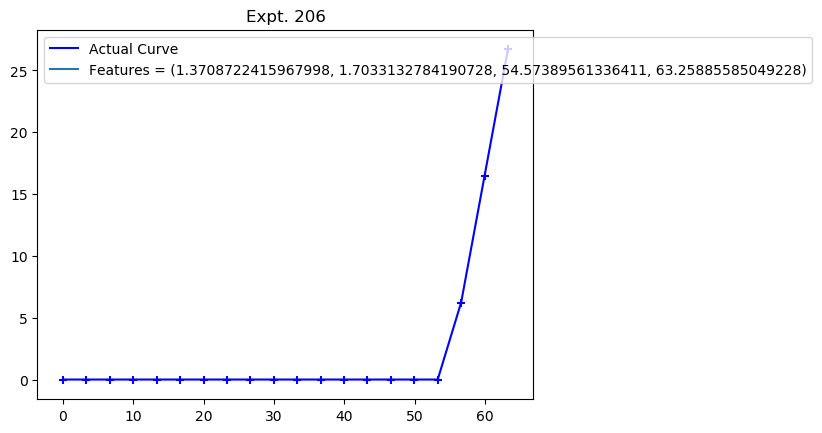 Expt. 206
Actual Curve
Features = (1.3708722415967998, 1.7033132784190728, 54.57389561336411, 63.25885585049228)
25
20
15
10
5
0
0 10 20 30 40 50 60